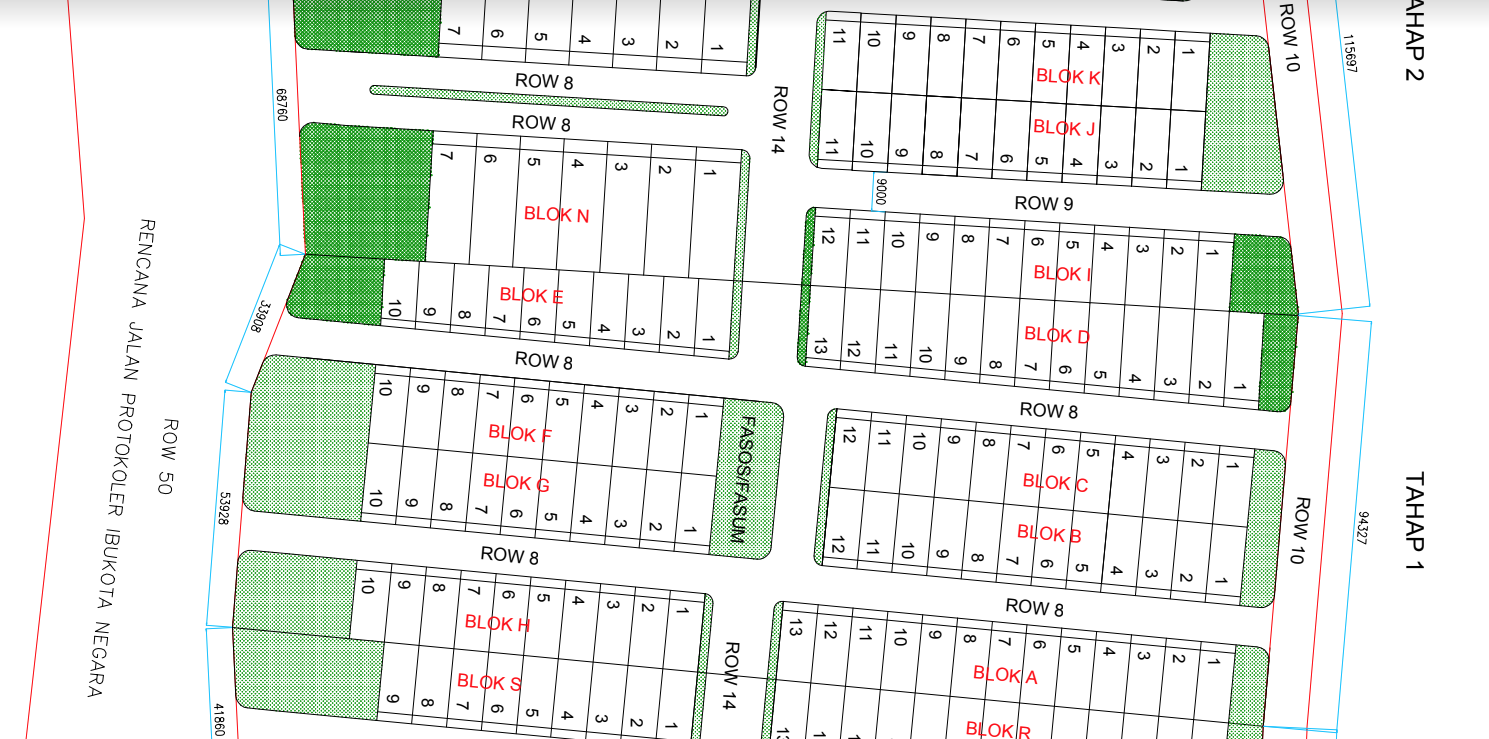 7 6 5 4 3 2 1
ROW 8
ROW 8
68760
7 6 5 4 3 2 1
BLOK N
BLOK E
10 9 8 7 6 5 4 3 2 1
33908
ROW 8
10 9 8 7 6 5 4 3 2 1
BLOK F
BLOK G
10 9 8 7 6 5 4 3 2 1
FASOS/FASUM
53928
ROW 8
10 9 8 7 6 5 4 3 2 1
BLOK H
BLOK S
9 8 7 6 5 4 3 2 1
41860
RENCANA JALAN PROTOKOLER IBUKOTA NEGARA
ROW 50
ROW 14
ROW 14
11 10 9 8 7 6 5 4 3 2 1
BLOK K
BLOK J
11 10 9 8 7 6 5 4 3 2 1
9000
ROW 9
12 11 10 9 8 7 6 5 4 3 2 1
BLOK I
BLOK D
13 12 11 10 9 8 7 6 5 4 3 2 1
ROW 8
12 11 10 9 8 7 6 5 4 3 2 1
BLOK C
BLOK B
12 11 10 9 8 7 6 5 4 3 2 1
ROW 8
13 12 11 10 9 8 7 6 5 4 3 2 1
BLOK A
BLOK R
ROW 10
115697
AHAP 2
ROW 10
94327
TAHAP 1